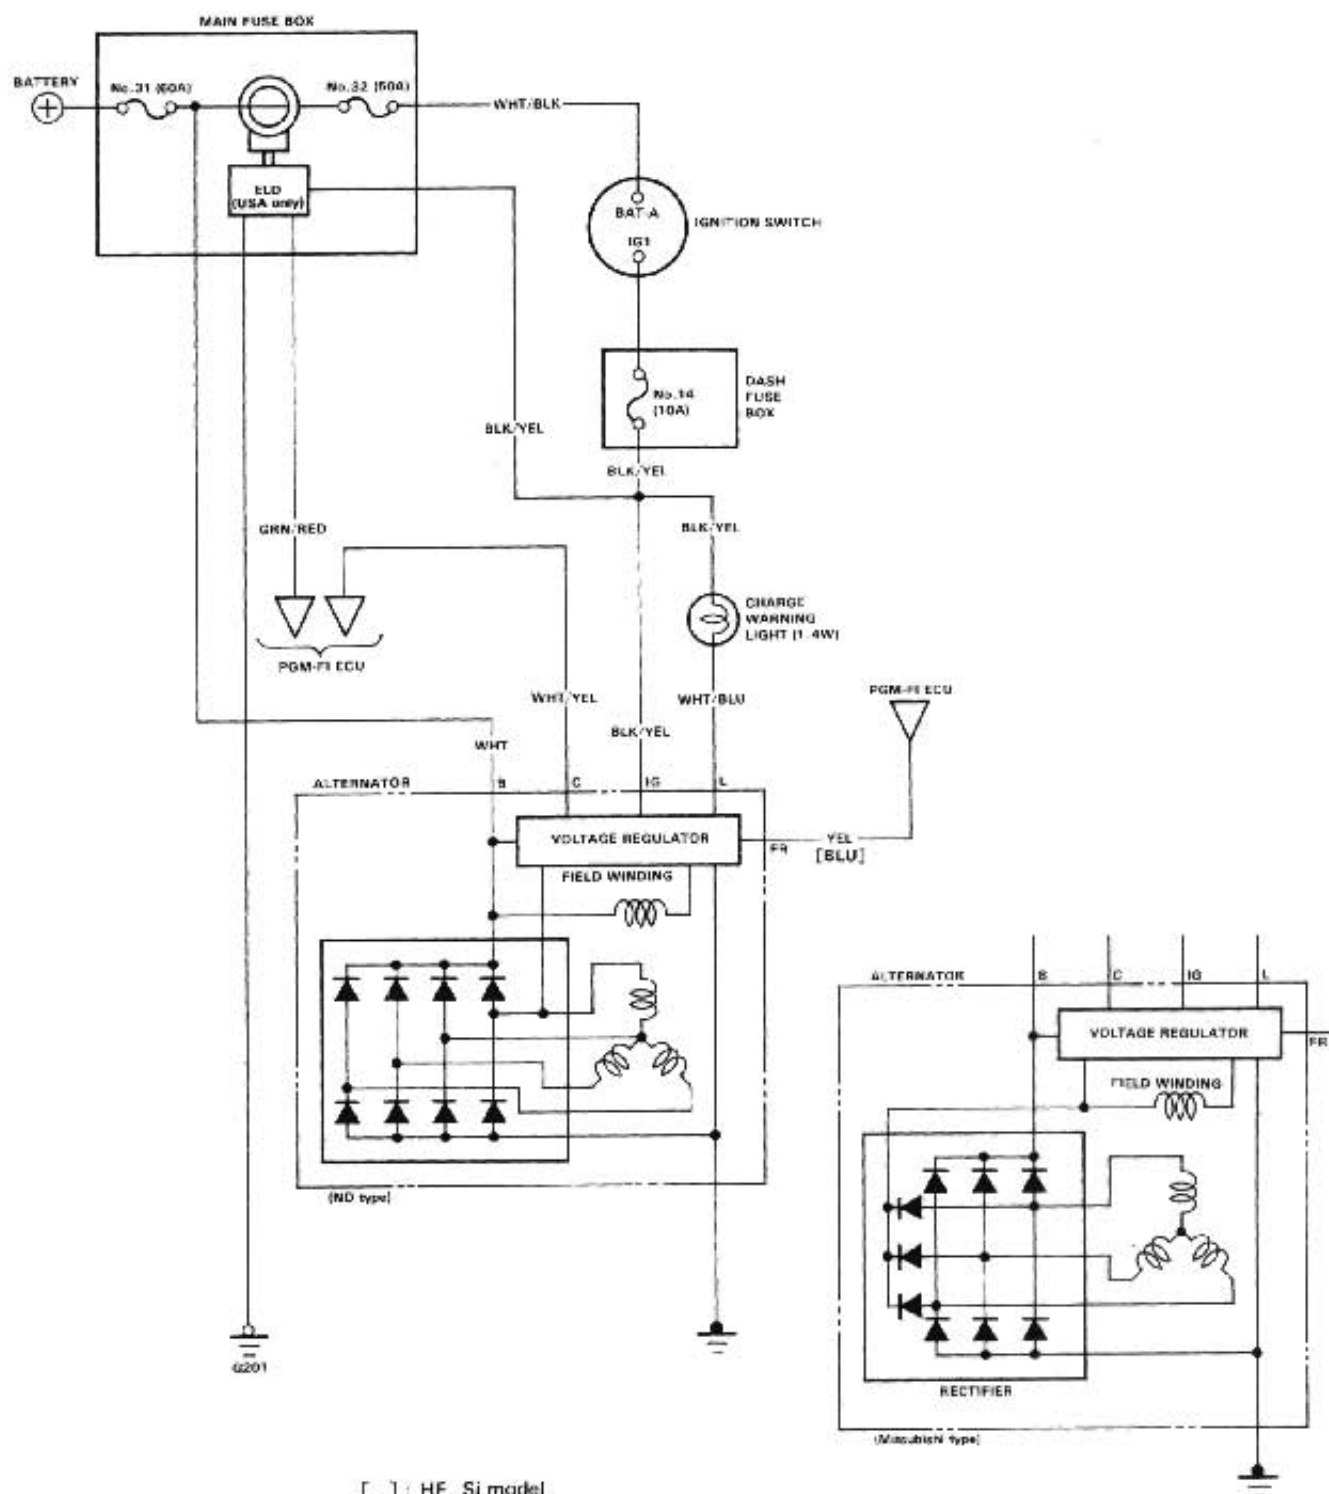 MAIN FUSE BOX
BATTERY
No.31 (60A)
No.32 (50A)
WHT/BLK
ELD
(USA only)
BAT-A
IG1
IGNITION SWITCH
No.14
(10A)
DASH
FUSE
BOX
BLK/YEL
BLK/YEL
GRN/RED
BLK/YEL
CHARGE
WARNING
LIGHT (1.4W)
PGM-FI ECU
WHT/YEL
WHT/BLU
PGM-FI ECU
BLK/YEL
WHT
ALTERNATOR
B
C
IG
L
VOLTAGE REGULATOR
FR
YEL
[BLU]
FIELD WINDING
(ND type)
ALTERNATOR
B
C
IG
L
VOLTAGE REGULATOR
FR
FIELD WINDING
RECTIFIER
(Mitsubishi type)
G201
[ ] : HF, Si model